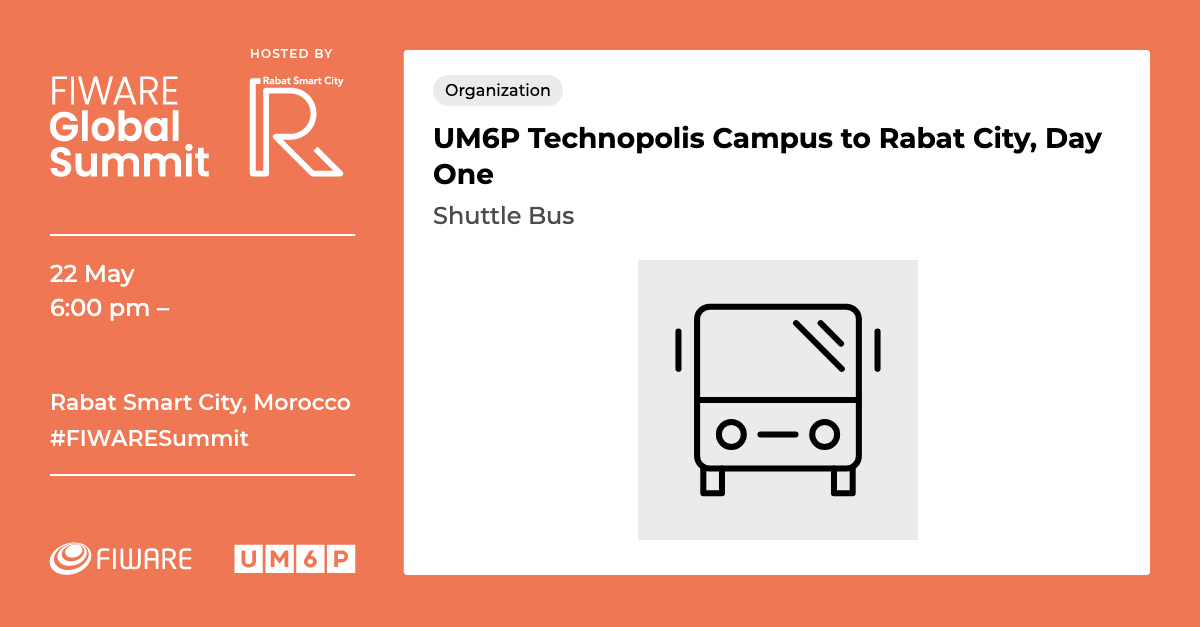 HOSTED BY
FIWARE
Global
Summit
Rabat Smart City
R
22 May
6:00 pm –
Rabat Smart City, Morocco
#FIWARESummit
FIWARE
UM6P
Organization
UM6P Technopolis Campus to Rabat City, Day
One
Shuttle Bus